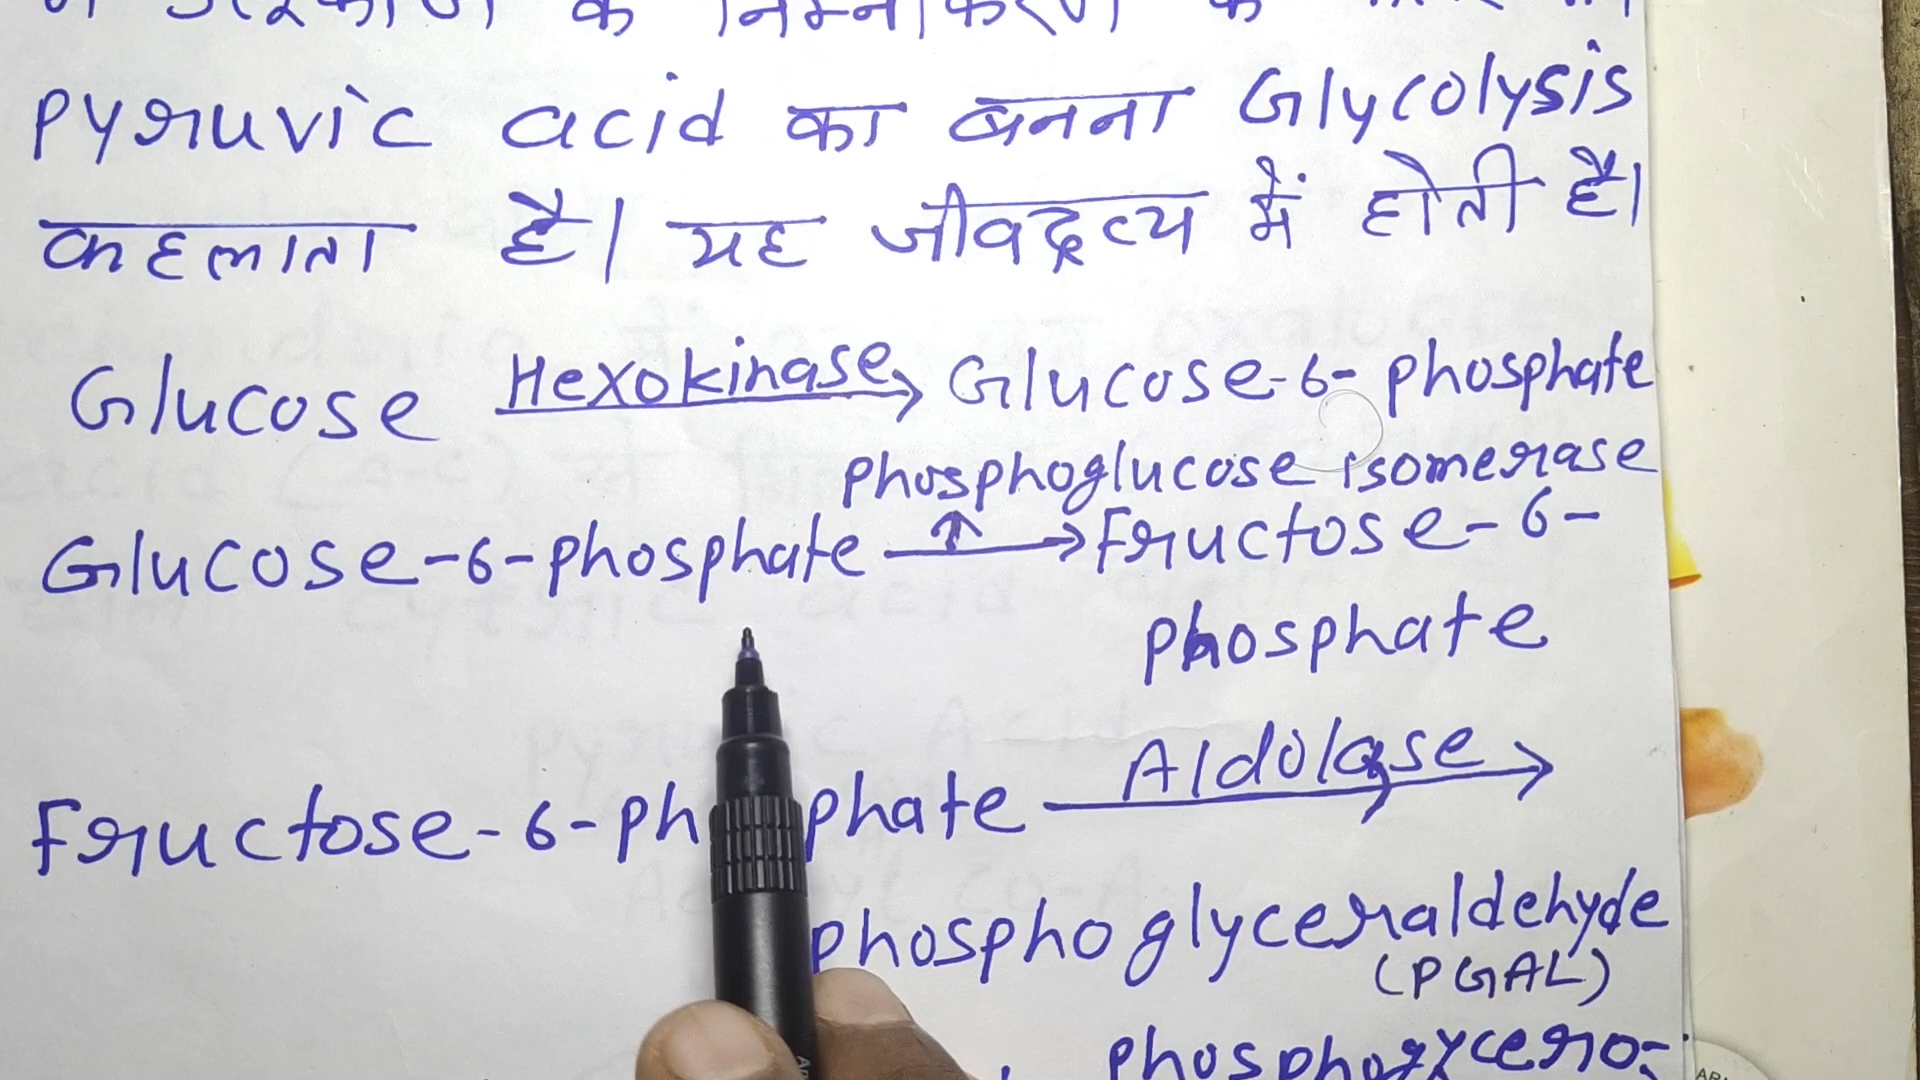 के निम्नीकरण के
Pyruvic acid का बनना Glycolysis
कहलाता है। यह जीवद्रव्य में होती है।
Glucose Hexokinase → Glucose-6-phosphate
phosphoglucose isomerase
Glucose-6-phosphate → Fructose-6-
phosphate
Fructose-6-ph phate Aldolase →
phosphoglyceraldehyde
(PGAL)